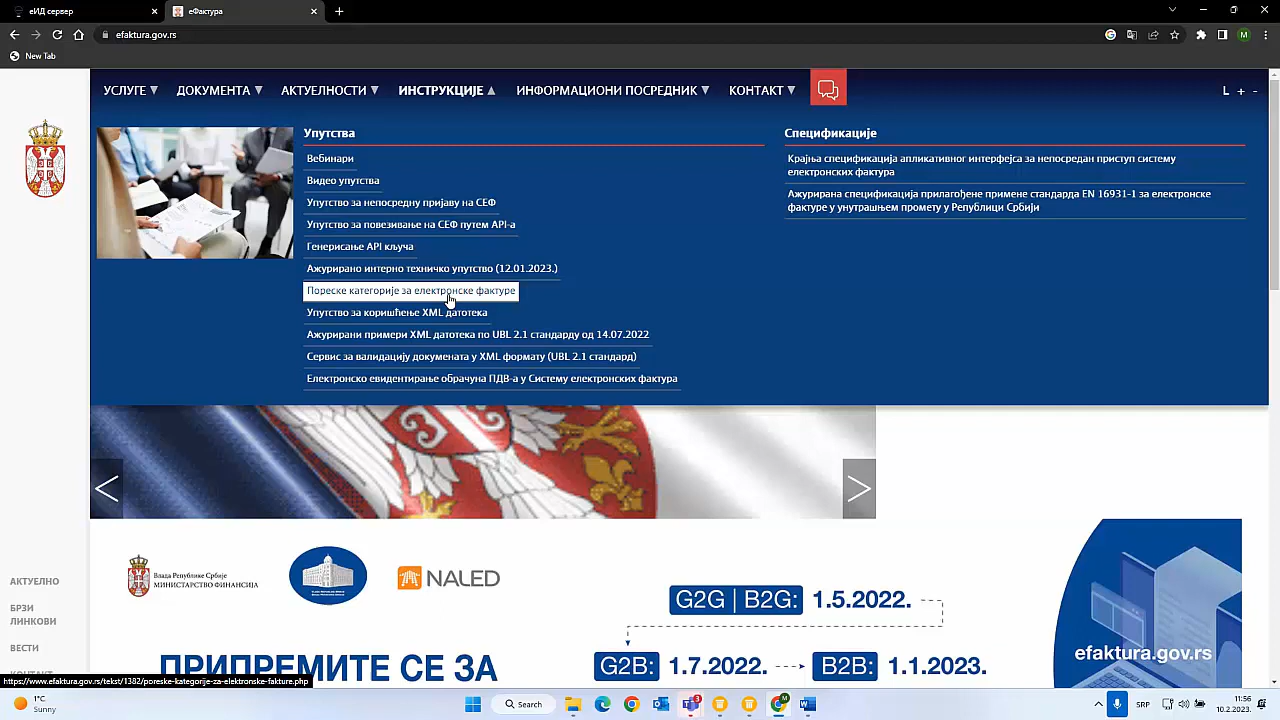 еИД сервер
еФактура
efaktura.gov.rs
New Tab
УСЛУГЕ ▼ ДОКУМЕНТА ▼ АКТУЕЛНОСТИ ▼ ИНСТРУКЦИЈЕ ▲ ИНФОРМАЦИОНИ ПОСРЕДНИК ▼ КОНТАКТ ▼
L + -
Упутства
Вебинари
Видео упутства
Упутство за непосредну пријаву на СЕФ
Упутство за повезивање на СЕФ путем API-а
Генерисање API кључа
Ажурирано интерно техничко упутство (12.01.2023.)
Пореске категорије за електронске фактуре
Упутство за коришћење XML датотека
Ажурирани примери XML датотека по UBL 2.1 стандарду од 14.07.2022
Сервис за валидацију докумената у XML формату (UBL 2.1 стандард)
Електронско евидентирање обрачуна ПДВ-а у Систему електронских фактура
Спецификације
Крајња спецификација апликативног интерфејса за непосредан приступ систему
електронских фактура
Ажурирана спецификација прилагођене примене стандарда EN 16931-1 за електронске
фактуре у унутрашњем промету у Републици Србији
АКТУЕЛНО
БРЗИ
ЛИНКОВИ
ВЕСТИ
КОНТАКТ
Влада Републике Србије
МИНИСТАРСТВО ФИНАНСИЈА
NALED
G2G | B2G: 1.5.2022.
G2B: 1.7.2022. B2B: 1.1.2023.
ПРИПРЕМИТЕ СЕ ЗА
efaktura.gov.rs
https://www.efaktura.gov.rs/tekst/1382/poreske-kategorije-za-elektronske-fakture.php
1°C
Sunny
Search
3
M
SRP
11:56
10.2.2023.